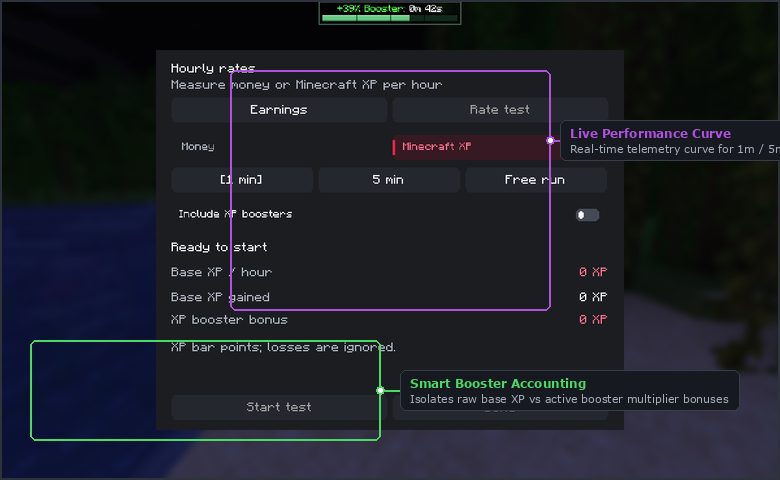 +39% Booster 0m 42s
Hourly rates
Measure money or Minecraft XP per hour
Earnings
Rate test
Money
Minecraft XP
Live Performance Curve
Real-time telemetry curve for 1m / 5m
[1 min]
5 min
Free run
Include XP boosters
Ready to start
Base XP / hour
0 XP
Base XP gained
0 XP
XP booster bonus
0 XP
XP bar points; losses are ignored.
Smart Booster Accounting
Isolates raw base XP vs active booster multiplier bonuses
Start test